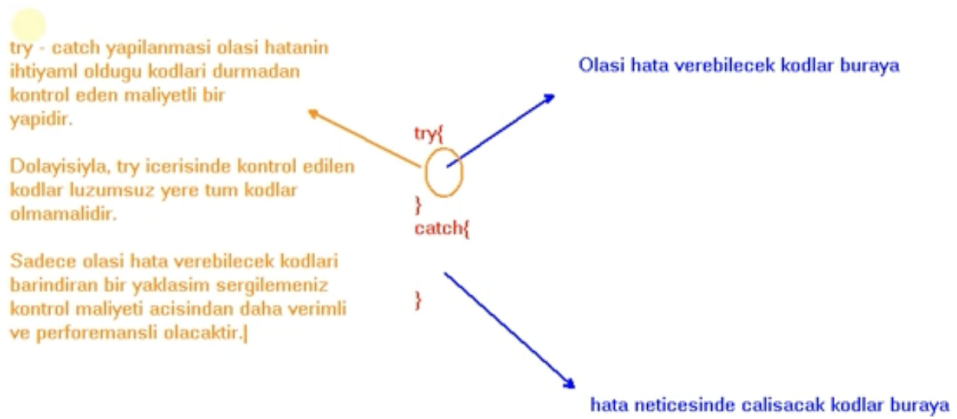 try - catch yapilanmasi olasi hatanin
ihtiyaml oldugu kodlari durmadan
kontrol eden maliyetli bir
yapidir.
Dolayisiyla, try icerisinde kontrol edilen
kodlar luzumsuz yere tum kodlar
olmamalidir.
Sadece olasi hata verebilecek kodlari
barindiran bir yaklasim sergilemeniz
kontrol maliyeti acisindan daha verimli
ve perforemansli olacaktir.
Olasi hata verebilecek kodlar buraya
try{
}
catch{
}
hata neticesinde calisacak kodlar buraya